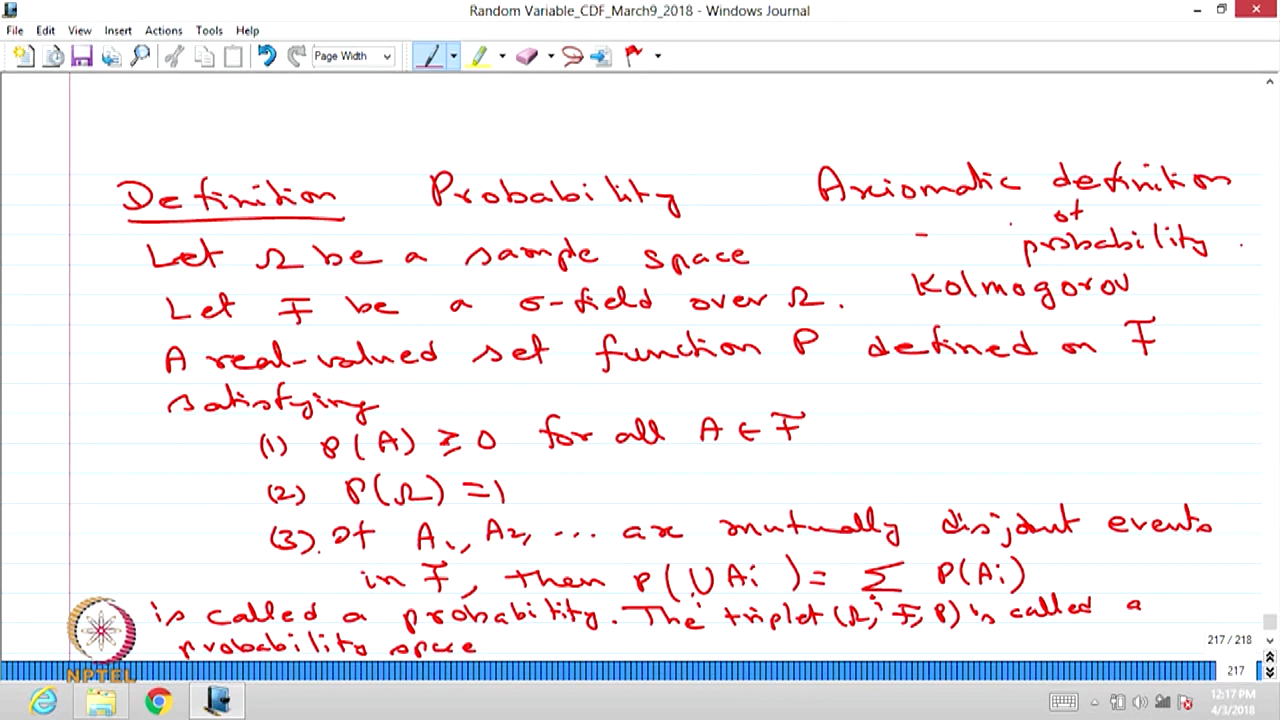 Random Variable_CDF_March9_2018 - Windows Journal
File Edit View Insert Actions Tools Help
Page Width
Definition Probability Axiomatic definition
of
probability.
Let Ω be a sample space
Kolmogorov
Let F be a σ-field over Ω.
A real-valued set function P defined on F
satisfying
(1) P(A) ≥ 0 for all A ∈ F
(2) P(Ω) = 1
(3). If A1, A2, ... are mutually disjoint events
in F, then P(∪ Ai) = Σ P(Ai)
i i
is called a probability. The triplet (Ω, F, P) is called a
probability space
217 / 218
217
NPTEL
12:17 PM
4/3/2018